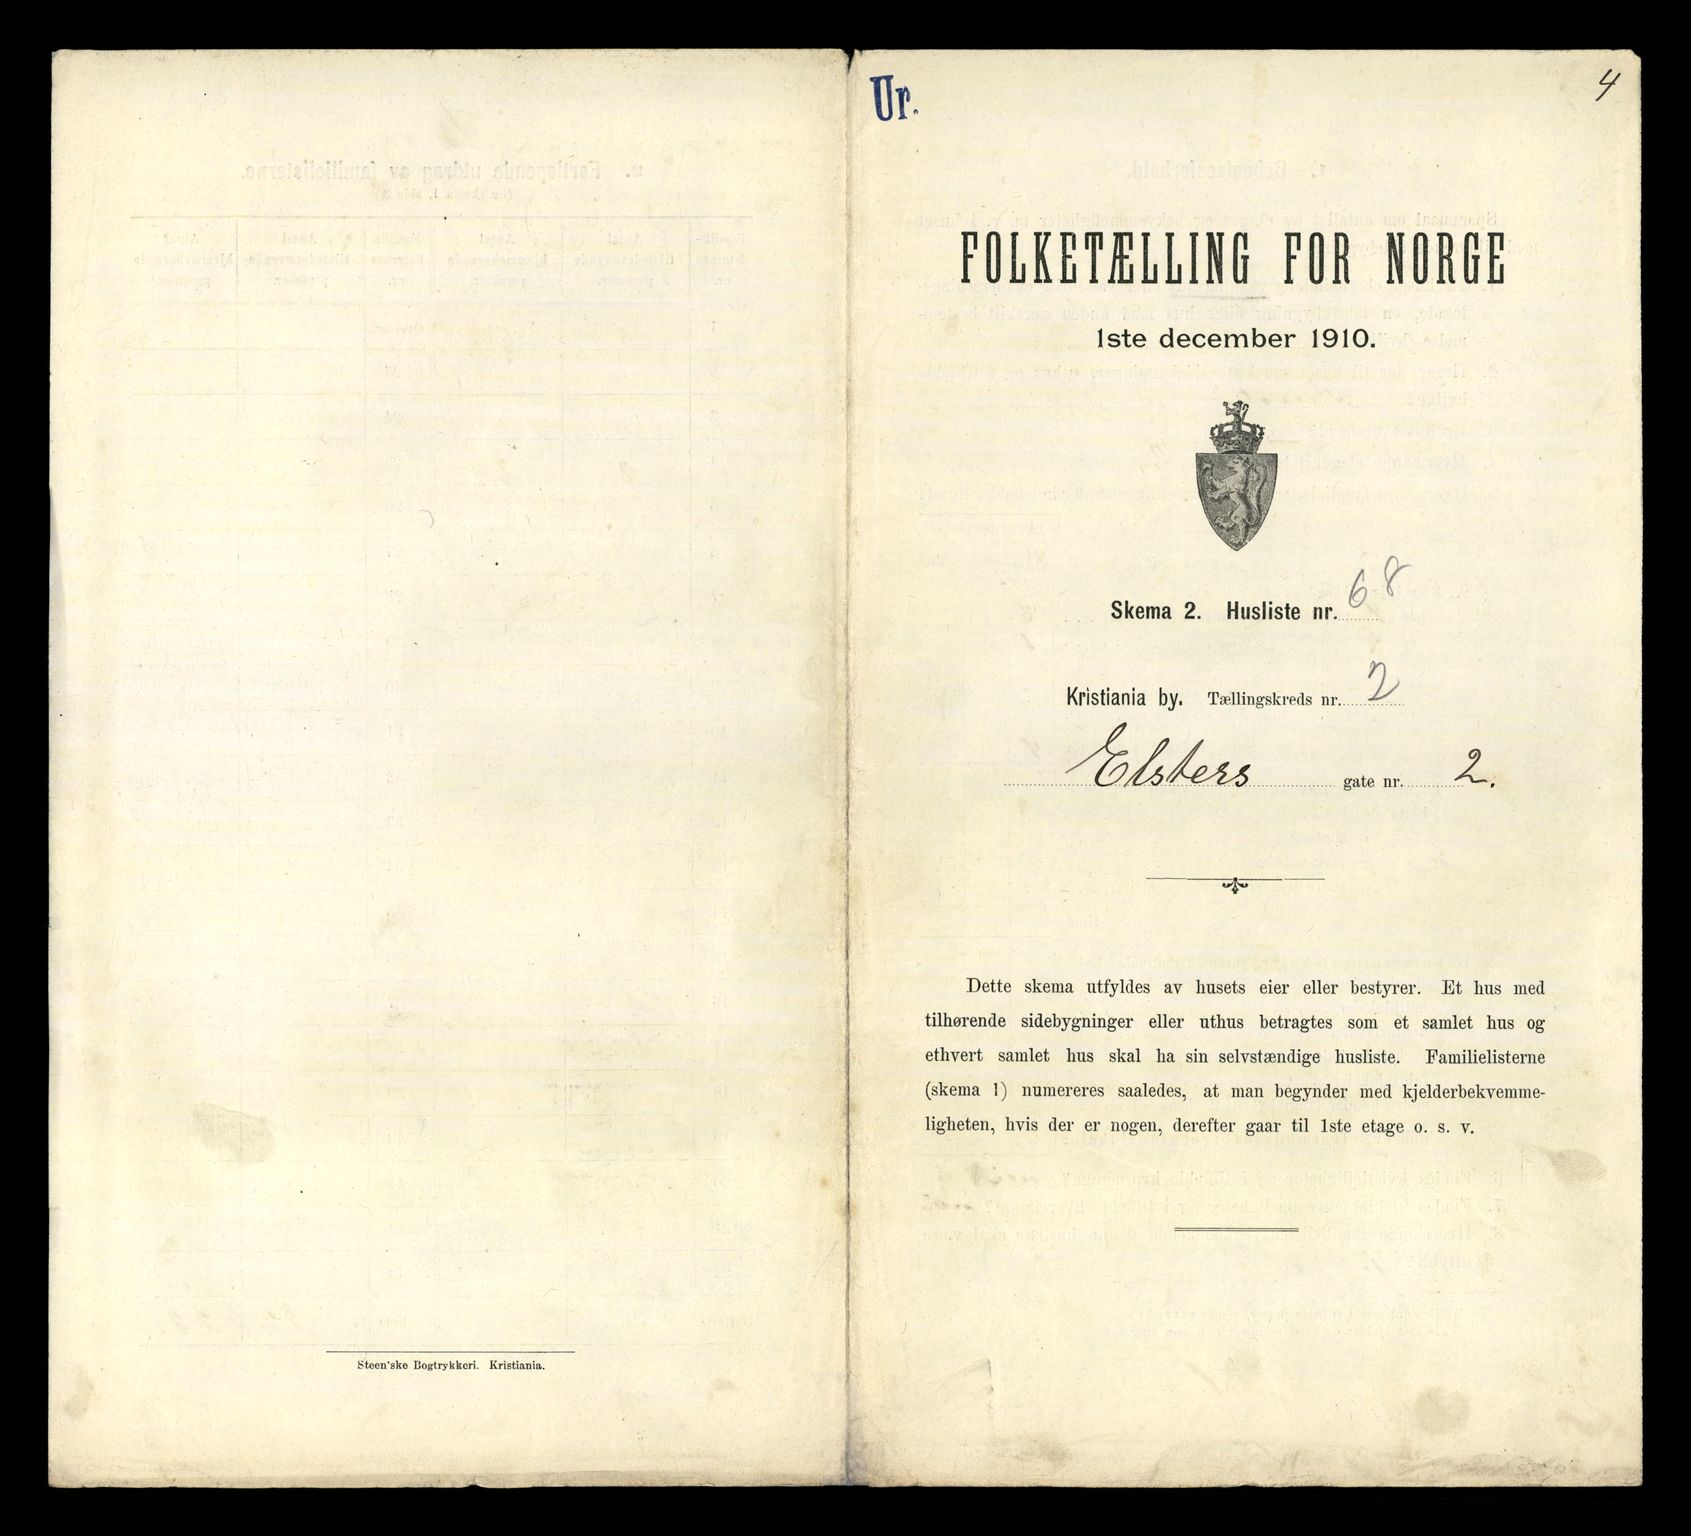 Ur.
4
FOLKETÆLLING FOR NORGE
1ste december 1910.
Skema 2. Husliste nr. 68
Kristiania by. Tællingskreds nr. 2
Elsters gate nr. 2.
Dette skema utfyldes av husets eier eller bestyrer. Et hus med
tilhørende sidebygninger eller uthus betragtes som et samlet hus og
ethvert samlet hus skal ha sin selvstændige husliste. Familielisterne
(skema 1) numereres saaledes, at man begynder med kjelderbekvemme-
ligheten, hvis der er nogen, derefter gaar til 1ste etage o. s. v.
Steen'ske Bogtrykkeri. Kristiania.